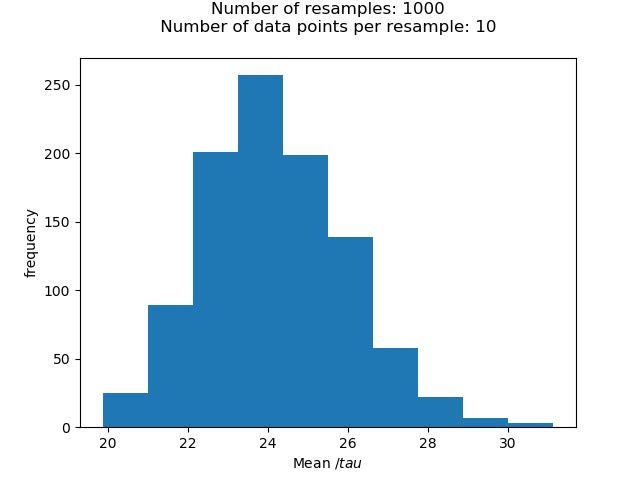 Number of resamples: 1000
Number of data points per resample: 10
250
200
150
100
50
0
frequency
20 22 24 26 28 30
Mean /tau